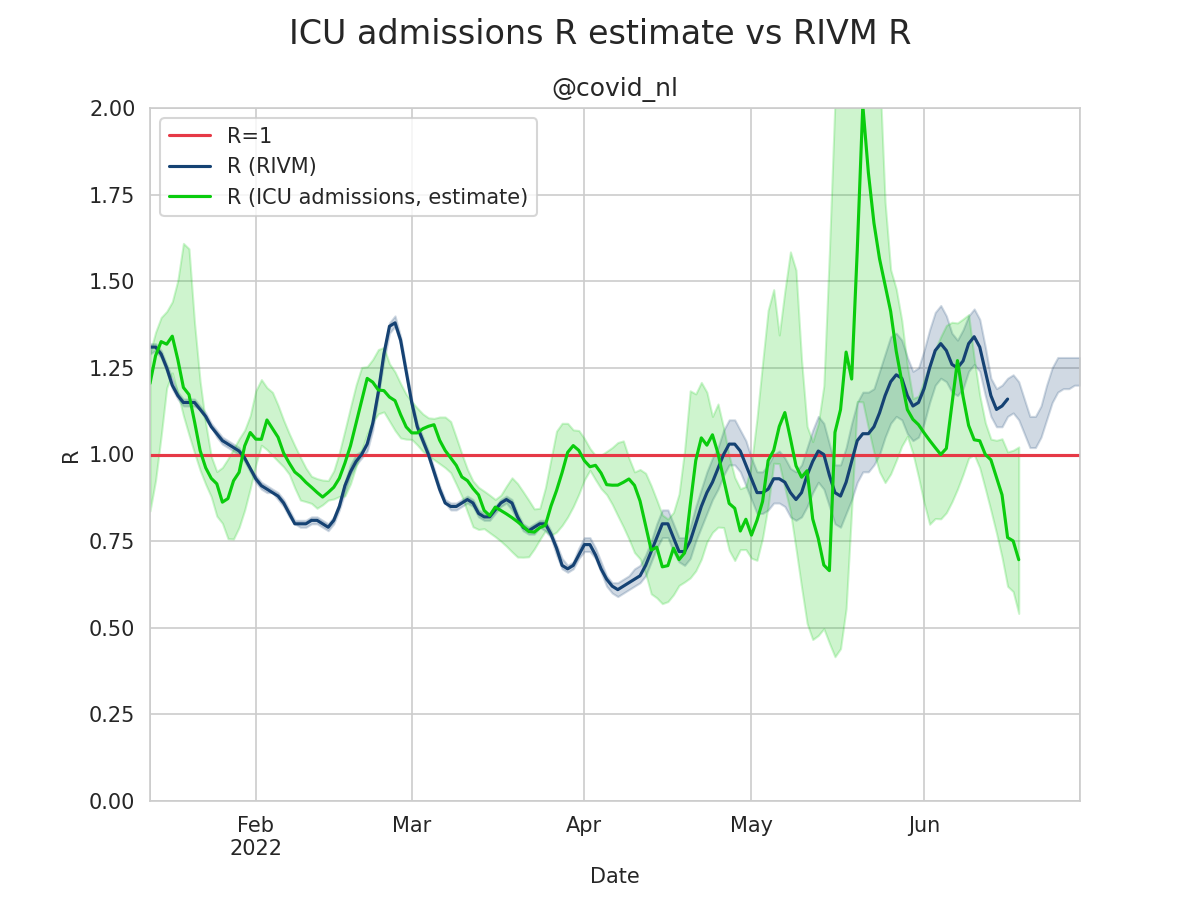 ICU admissions R estimate vs RIVM R
@covid_nl
R=1
R (RIVM)
R (ICU admissions, estimate)
2.00
1.75
1.50
1.25
1.00
0.75
0.50
0.25
0.00
R
Feb
2022
Mar
Apr
May
Jun
Date